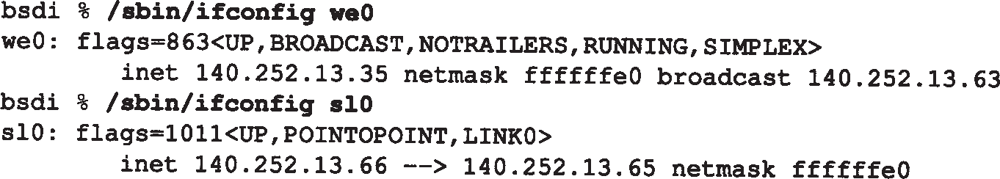 bsdi % /sbin/ifconfig we0
we0: flags=863<UP,BROADCAST,NOTRAILERS,RUNNING,SIMPLEX>
inet 140.252.13.35 netmask ffffffe0 broadcast 140.252.13.63
bsdi % /sbin/ifconfig sl0
sl0: flags=1011<UP,POINTOPOINT,LINK0>
inet 140.252.13.66 --> 140.252.13.65 netmask ffffffe0